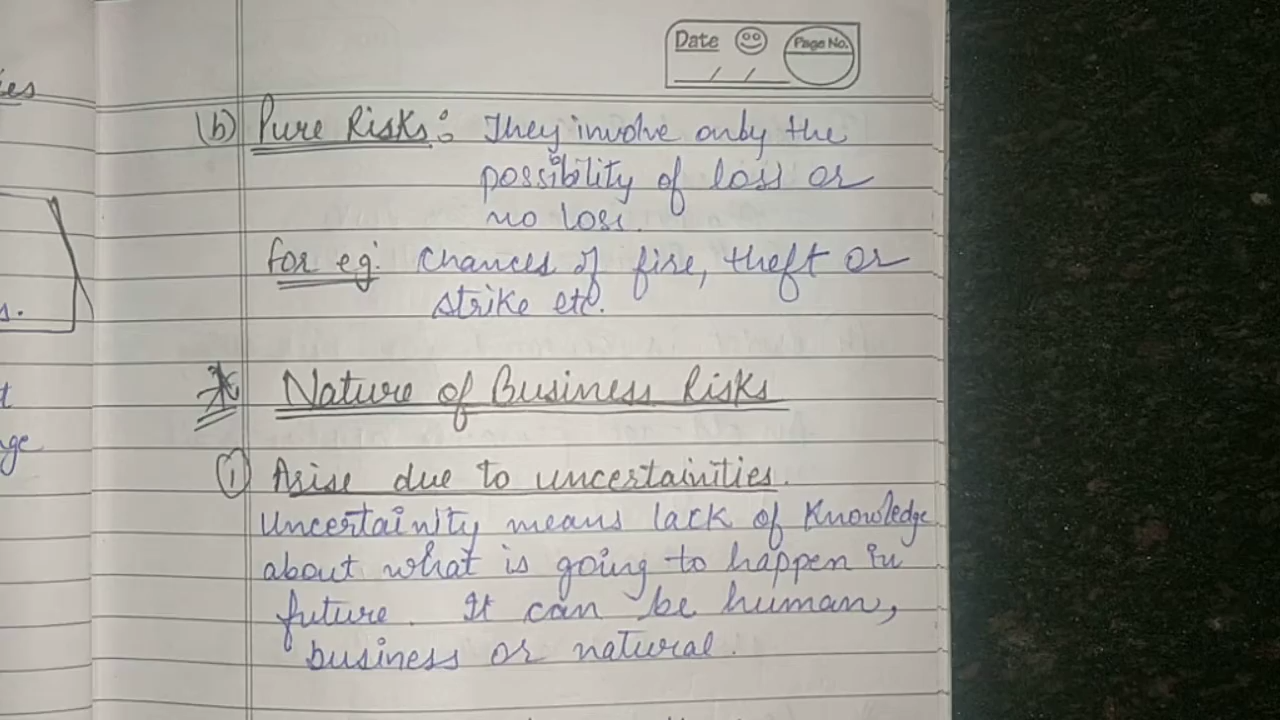 Date
Page No.
es
(b) Pure Risks: They involve only the
possibility of loss or
no loss.
for eg: Chances of fire, theft or
strike etc.
s.
Nature of Business Risks
t
ge
① Arise due to uncertainities.
Uncertainity means lack of Knowledge
about what is going to happen in
future. It can be human,
business or natural.